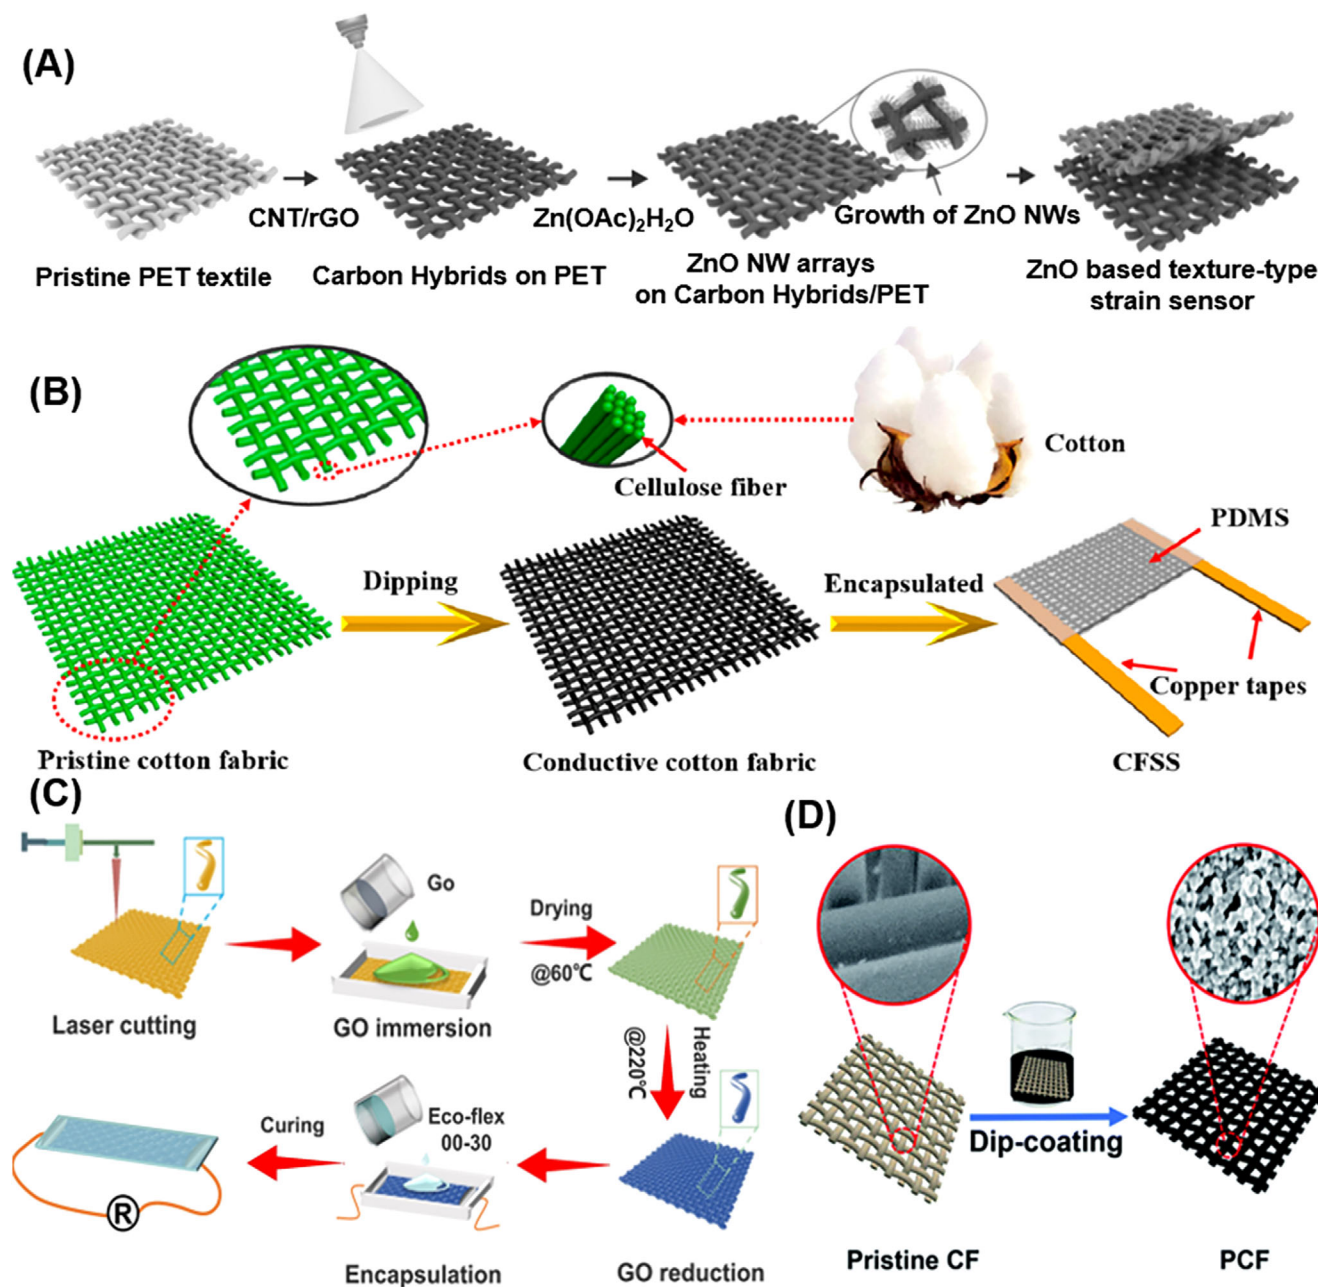 (A)
CNT/rGO
Zn(OAc)₂H₂O
Growth of ZnO NWs
Pristine PET textile
Carbon Hybrids on PET
ZnO NW arrays
on Carbon Hybrids/PET
ZnO based texture-type
strain sensor
(B)
Cellulose fiber
Cotton
Dipping
Encapsulated
PDMS
Copper tapes
Pristine cotton fabric
Conductive cotton fabric
CFSS
(C)
Laser cutting
Go
GO immersion
Drying
@60℃
Heating
@220℃
GO reduction
Eco-flex
00-30
Encapsulation
Curing
R
(D)
Dip-coating
Pristine CF
PCF